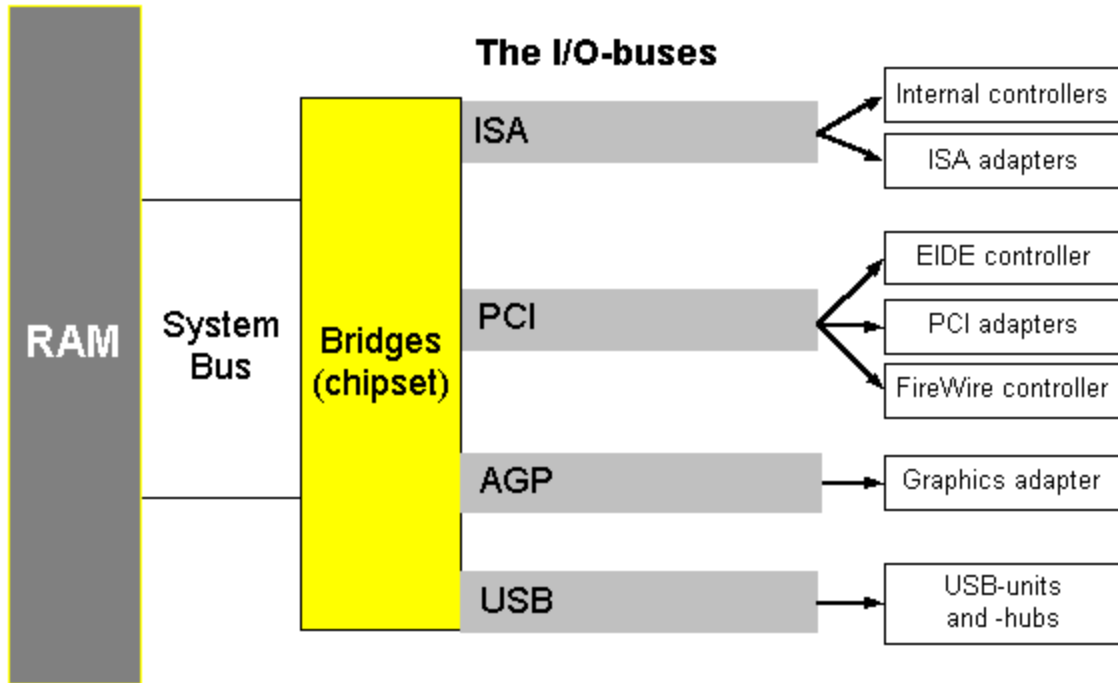 The I/O-buses
RAM
System
Bus
Bridges
(chipset)
ISA
Internal controllers
ISA adapters
PCI
EIDE controller
PCI adapters
FireWire controller
AGP
Graphics adapter
USB
USB-units
and -hubs